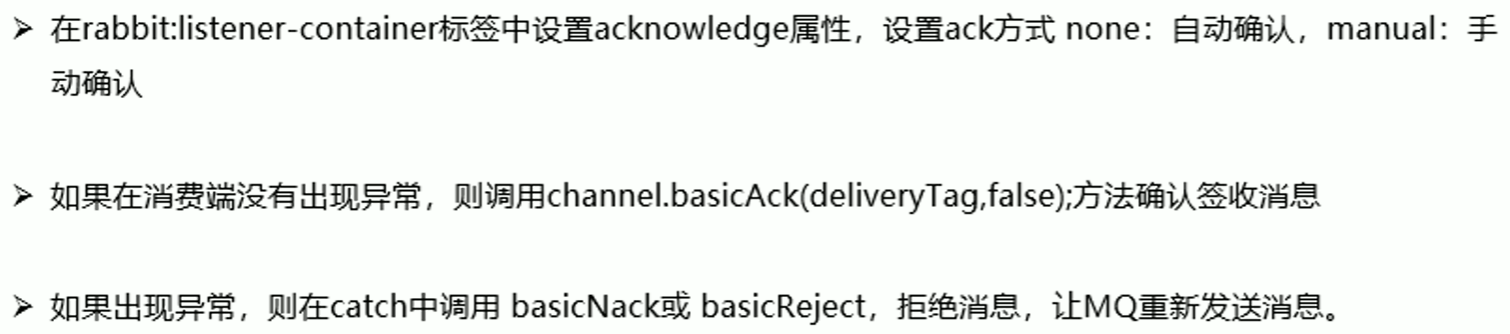 ➢ 在rabbit:listener-container标签中设置acknowledge属性，设置ack方式 none：自动确认，manual：手
动确认
➢ 如果在消费端没有出现异常，则调用channel.basicAck(deliveryTag,false);方法确认签收消息
➢ 如果出现异常，则在catch中调用 basicNack或 basicReject，拒绝消息，让MQ重新发送消息。